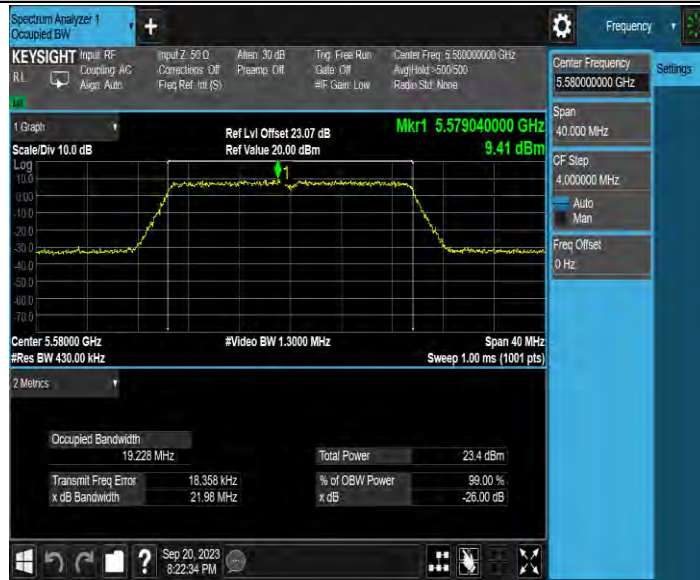 Spectrum Analyzer 1
Occupied BW
Frequency
KEYSIGHT
RL
Input: RF
Coupling: AC
Align: Auto
Input Z: 50 Ω
Corrections: Off
Freq Ref: Int (S)
Atten: 30 dB
Preamp: Off
Trig: Free Run
Gate: Off
#IF Gain: Low
Center Freq: 5.580000000 GHz
Avg|Hold:>500/500
Radio Std: None
1 Graph
Scale/Div 10.0 dB
Ref Lvl Offset 23.07 dB
Ref Value 20.00 dBm
Mkr1 5.579040000 GHz
9.41 dBm
Log
10.0
0.00
-10.0
-20.0
-30.0
-40.0
-50.0
-60.0
-70.0
1
Center 5.58000 GHz
#Video BW 1.3000 MHz
Span 40 MHz
#Res BW 430.00 kHz
Sweep 1.00 ms (1001 pts)
2 Metrics
Occupied Bandwidth
19.228 MHz
Total Power 23.4 dBm
Transmit Freq Error 18.358 kHz
% of OBW Power 99.00 %
x dB Bandwidth 21.98 MHz
x dB -26.00 dB
Sep 20, 2023
8:22:34 PM
?
Center Frequency
5.580000000 GHz
Settings
Span
40.000 MHz
CF Step
4.000000 MHz
Auto
Man
Freq Offset
0 Hz